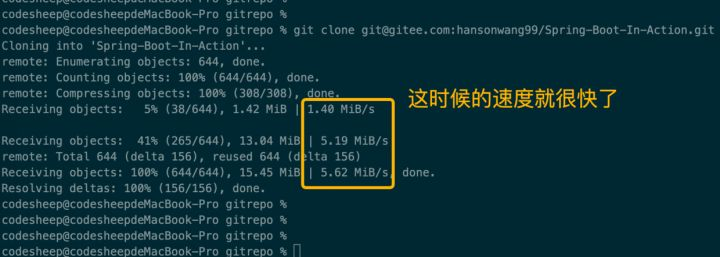 codesheep@codesheepdeMacBook-Pro gitrepo %
codesheep@codesheepdeMacBook-Pro gitrepo %
codesheep@codesheepdeMacBook-Pro gitrepo % git clone git@gitee.com:hansonwang99/Spring-Boot-In-Action.git
Cloning into 'Spring-Boot-In-Action'...
remote: Enumerating objects: 644, done.
remote: Counting objects: 100% (644/644), done.
remote: Compressing objects: 100% (308/308), done.
Receiving objects:   5% (38/644), 1.42 MiB | 1.40 MiB/s
这时候的速度就很快了
Receiving objects:  41% (265/644), 13.04 MiB | 5.19 MiB/s
remote: Total 644 (delta 156), reused 644 (delta 156)
Receiving objects: 100% (644/644), 15.45 MiB | 5.62 MiB/s, done.
Resolving deltas: 100% (156/156), done.
codesheep@codesheepdeMacBook-Pro gitrepo %
codesheep@codesheepdeMacBook-Pro gitrepo %
codesheep@codesheepdeMacBook-Pro gitrepo %
codesheep@codesheepdeMacBook-Pro gitrepo %